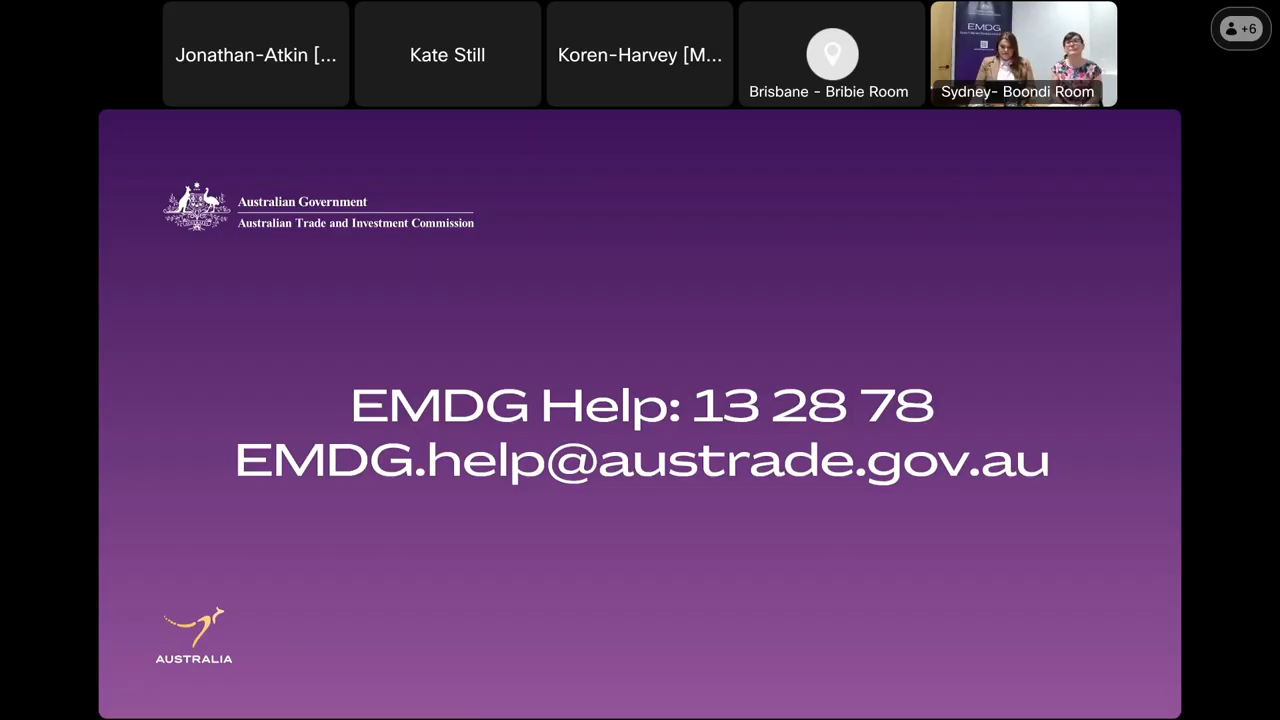 Jonathan-Atkin [...
Kate Still
Koren-Harvey [M...
Brisbane - Bribie Room
EMDG
Sydney- Boondi Room
+6
Australian Government
Australian Trade and Investment Commission
EMDG Help: 13 28 78
EMDG.help@austrade.gov.au
AUSTRALIA